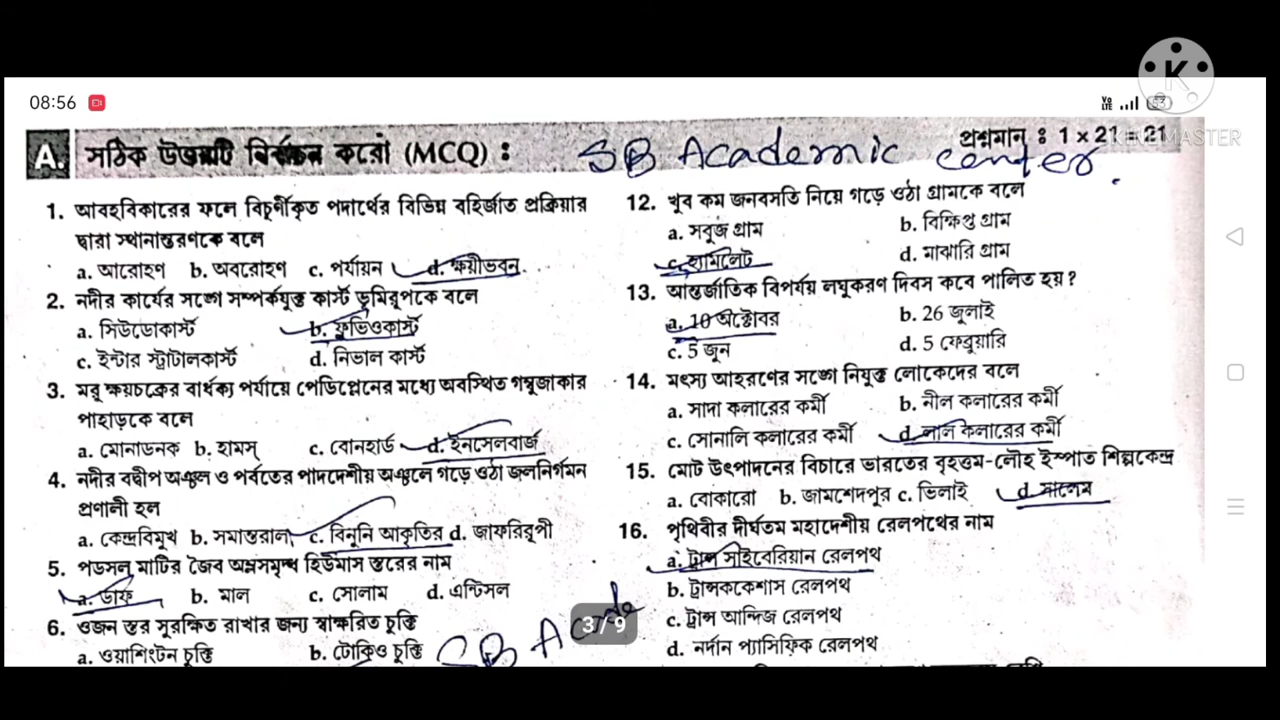 08:56
KINEMASTER
A. সঠিক উত্তরটি নির্বাচন করো (MCQ) :
SB Academic center.
প্রশ্নমান : 1 × 21 = 21
1. আবহবিকারের ফলে বিচূর্ণীকৃত পদার্থের বিভিন্ন বহির্জাত প্রক্রিয়ার
দ্বারা স্থানান্তরণকে বলে
a. আরোহণ b. অবরোহণ c. পর্যায়ন d. ক্ষয়ীভবন
2. নদীর কার্যের সঙ্গে সম্পর্কযুক্ত কার্স্ট ভূমিরূপকে বলে
a. সিউডোকার্স্ট b. ফ্লুভিওকার্স্ট
c. ইন্টার স্ট্রাটালকার্স্ট d. নিভাল কার্স্ট
3. মরু ক্ষয়চক্রের বার্ধক্য পর্যায়ে পেডিপ্লেনের মধ্যে অবস্থিত গম্বুজাকার
পাহাড়কে বলে
a. মোনাডনক b. হামস্ c. বোনহার্ড d. ইনসেলবার্জ
4. নদীর বদ্বীপ অঞ্চল ও পর্বতের পাদদেশীয় অঞ্চলে গড়ে ওঠা জলনির্গমন
প্রণালী হল
a. কেন্দ্রবিমুখ b. সমান্তরাল c. বিনুনি আকৃতির d. জাফরিরূপী
5. পডসল মাটির জৈব অম্লসমৃদ্ধ হিউমাস স্তরের নাম
a. ডাফ b. মাল c. সোলাম d. এন্টিসল
6. ওজন স্তর সুরক্ষিত রাখার জন্য স্বাক্ষরিত চুক্তি
a. ওয়াশিংটন চুক্তি b. টোকিও চুক্তি
SB Acade
3 / 9
12. খুব কম জনবসতি নিয়ে গড়ে ওঠা গ্রামকে বলে
a. সবুজ গ্রাম b. বিক্ষিপ্ত গ্রাম
c. হ্যামলেট d. মাঝারি গ্রাম
13. আন্তর্জাতিক বিপর্যয় লঘুকরণ দিবস কবে পালিত হয়?
a. 10 অক্টোবর b. 26 জুলাই
c. 5 জুন d. 5 ফেব্রুয়ারি
14. মৎস্য আহরণের সঙ্গে নিযুক্ত লোকেদের বলে
a. সাদা কলারের কর্মী b. নীল কলারের কর্মী
c. সোনালি কলারের কর্মী d. লাল কলারের কর্মী
15. মোট উৎপাদনের বিচারে ভারতের বৃহত্তম-লৌহ ইস্পাত শিল্পকেন্দ্র
a. বোকারো b. জামশেদপুর c. ভিলাই d. সালেম
16. পৃথিবীর দীর্ঘতম মহাদেশীয় রেলপথের নাম
a. ট্রান্স সাইবেরিয়ান রেলপথ
b. ট্রান্সককেশাস রেলপথ
c. ট্রান্স আন্দিজ রেলপথ
d. নর্দান প্যাসিফিক রেলপথ